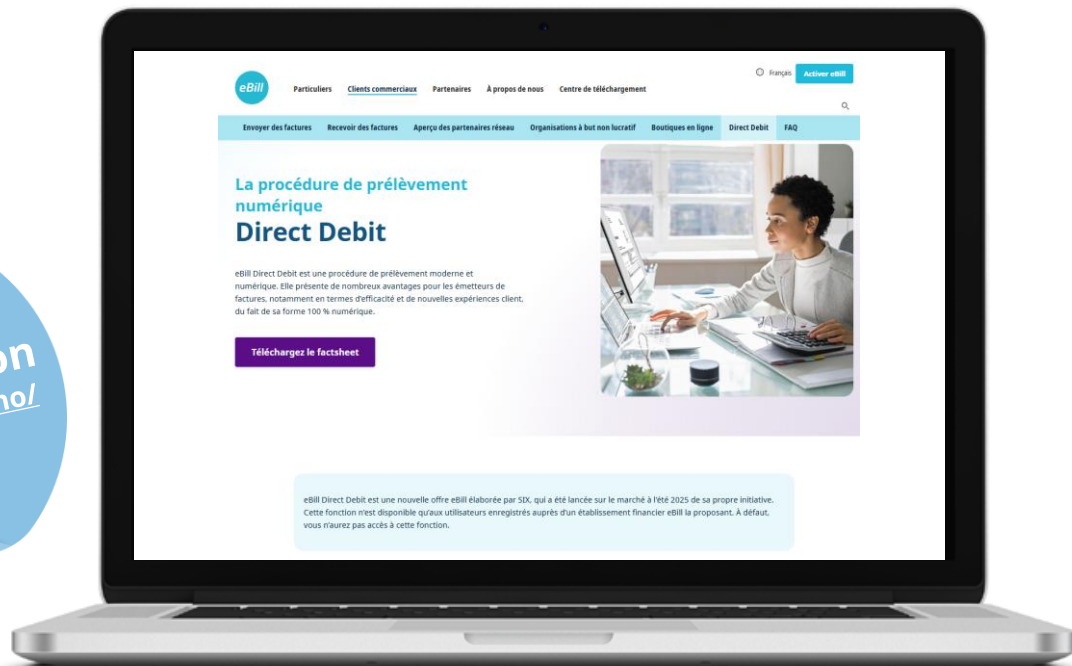 eBill
Particuliers Clients commerciaux Partenaires À propos de nous Centre de téléchargement
Français Activer eBill
Envoyer des factures Recevoir des factures Aperçu des partenaires réseau Organisations à but non lucratif Boutiques en ligne Direct Debit FAQ
La procédure de prélèvement
numérique
Direct Debit
eBill Direct Debit est une procédure de prélèvement moderne et
numérique. Elle présente de nombreux avantages pour les émetteurs de
factures, notamment en termes d'efficacité et de nouvelles expériences client,
du fait de sa forme 100 % numérique.
Téléchargez le factsheet
eBill Direct Debit est une nouvelle offre eBill élaborée par SIX, qui a été lancée sur le marché à l'été 2025 de sa propre initiative.
Cette fonction n'est disponible qu'aux utilisateurs enregistrés auprès d'un établissement financier eBill la proposant. À défaut,
vous n'aurez pas accès à cette fonction.